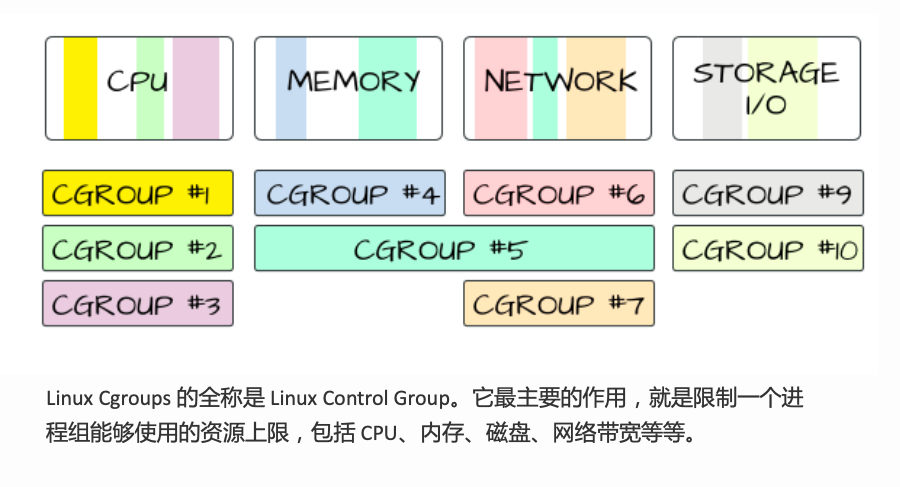 CPU
MEMORY
NETWORK
STORAGE
I/O
CGROUP #1
CGROUP #4
CGROUP #6
CGROUP #9
CGROUP #2
CGROUP #5
CGROUP #10
CGROUP #3
CGROUP #7
Linux Cgroups 的全称是 Linux Control Group。它最主要的作用，就是限制一个进
程组能够使用的资源上限，包括 CPU、内存、磁盘、网络带宽等等。